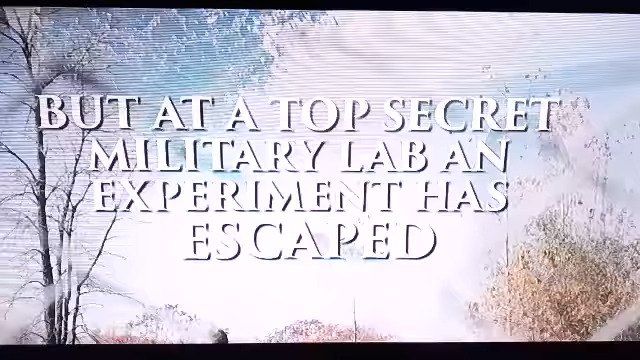 BUT AT A TOP SECRET
MILITARY LAB AN
EXPERIMENT HAS
ESCAPED